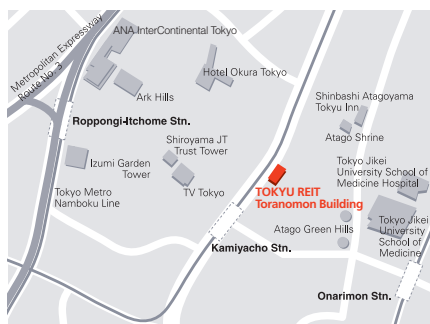 ANA InterContinental Tokyo
Metropolitan Expressway
Route No. 3
Hotel Okura Tokyo
Ark Hills
Shinbashi Atagoyama
Tokyu Inn
Roppongi-Itchome Stn.
Atago Shrine
Shiroyama JT
Trust Tower
Izumi Garden
Tower
Tokyo Jikei
University School of
Medicine Hospital
TV Tokyo
TOKYU REIT
Toranomon Building
Tokyo Metro
Namboku Line
Tokyo Jikei
University
School of
Medicine
Atago Green Hills
Kamiyacho Stn.
Onarimon Stn.